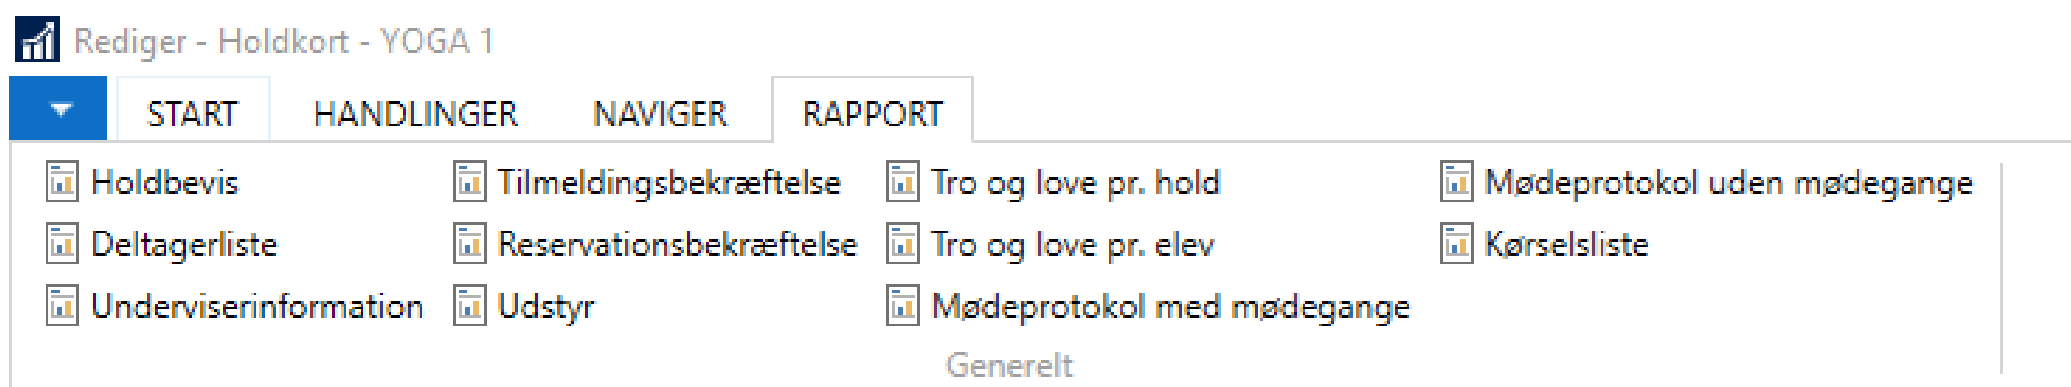 Rediger - Holdkort - YOGA 1
START HANDLINGER NAVIGER RAPPORT
Holdbevis Tilmeldingsbekræftelse Tro og love pr. hold Mødeprotokol uden mødegange
Deltagerliste Reservationsbekræftelse Tro og love pr. elev Kørselsliste
Underviserinformation Udstyr Mødeprotokol med mødegange
Generelt